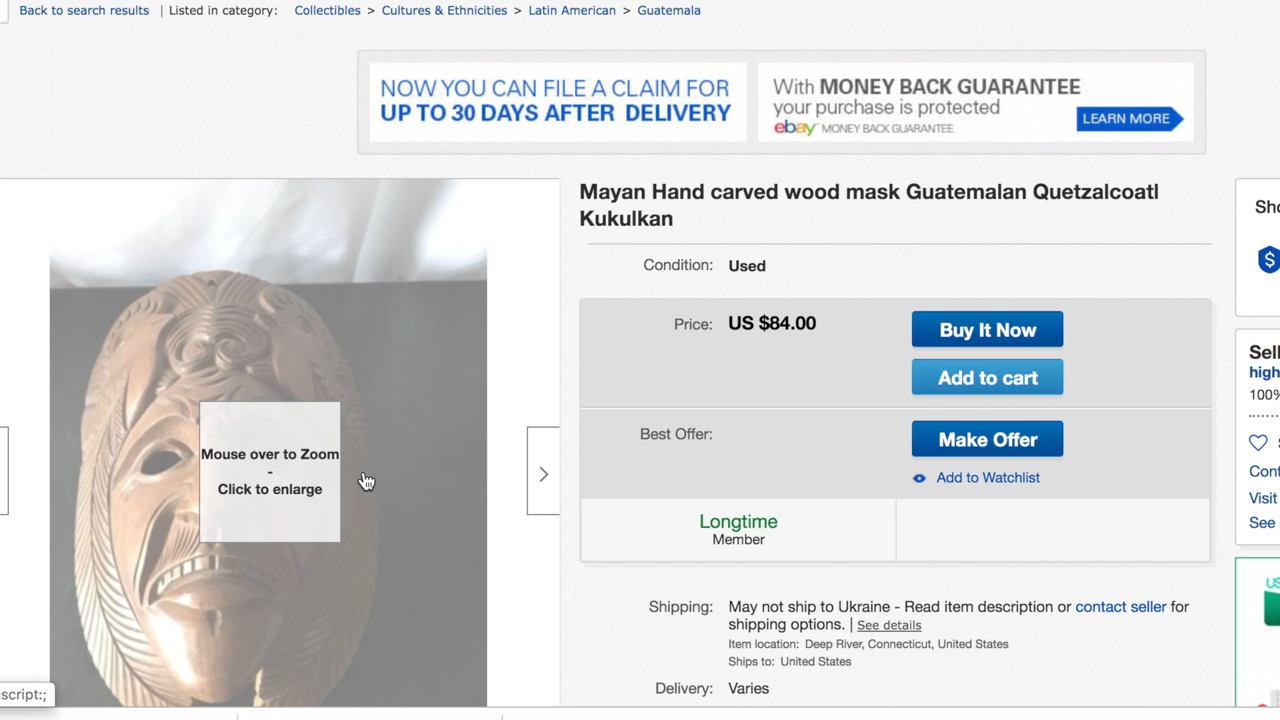 Back to search results | Listed in category: Collectibles > Cultures & Ethnicities > Latin American > Guatemala
NOW YOU CAN FILE A CLAIM FOR
UP TO 30 DAYS AFTER DELIVERY
With MONEY BACK GUARANTEE
your purchase is protected
ebay MONEY BACK GUARANTEE
LEARN MORE
Mayan Hand carved wood mask Guatemalan Quetzalcoatl
Kukulkan
Condition: Used
Price: US $84.00
Buy It Now
Add to cart
Best Offer:
Make Offer
Add to Watchlist
Longtime
Member
Shipping: May not ship to Ukraine - Read item description or contact seller for
shipping options. | See details
Item location: Deep River, Connecticut, United States
Ships to: United States
Delivery: Varies
Mouse over to Zoom
-
Click to enlarge
script:;
Sho
$
Sell
high
100%
Cont
Visit
See
US